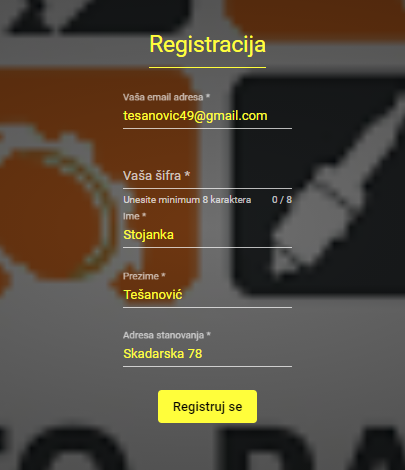 Registracija
Vaša email adresa *
tesanovic49@gmail.com
Vaša šifra *
Unesite minimum 8 karaktera 0 / 8
Ime *
Stojanka
Prezime *
Tešanović
Adresa stanovanja *
Skadarska 78
Registruj se